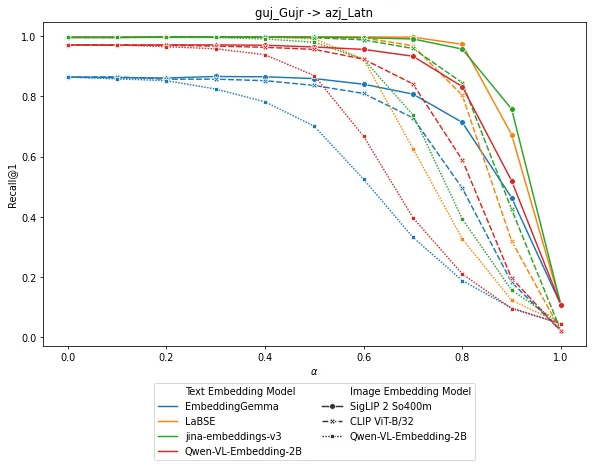 guj_Gujr -> azj_Latn
Recall@1
1.0
0.8
0.6
0.4
0.2
0.0
0.0 0.2 0.4 0.6 0.8 1.0
α
Text Embedding Model Image Embedding Model
EmbeddingGemma SigLIP 2 So400m
LaBSE CLIP ViT-B/32
jina-embeddings-v3 Qwen-VL-Embedding-2B
Qwen-VL-Embedding-2B